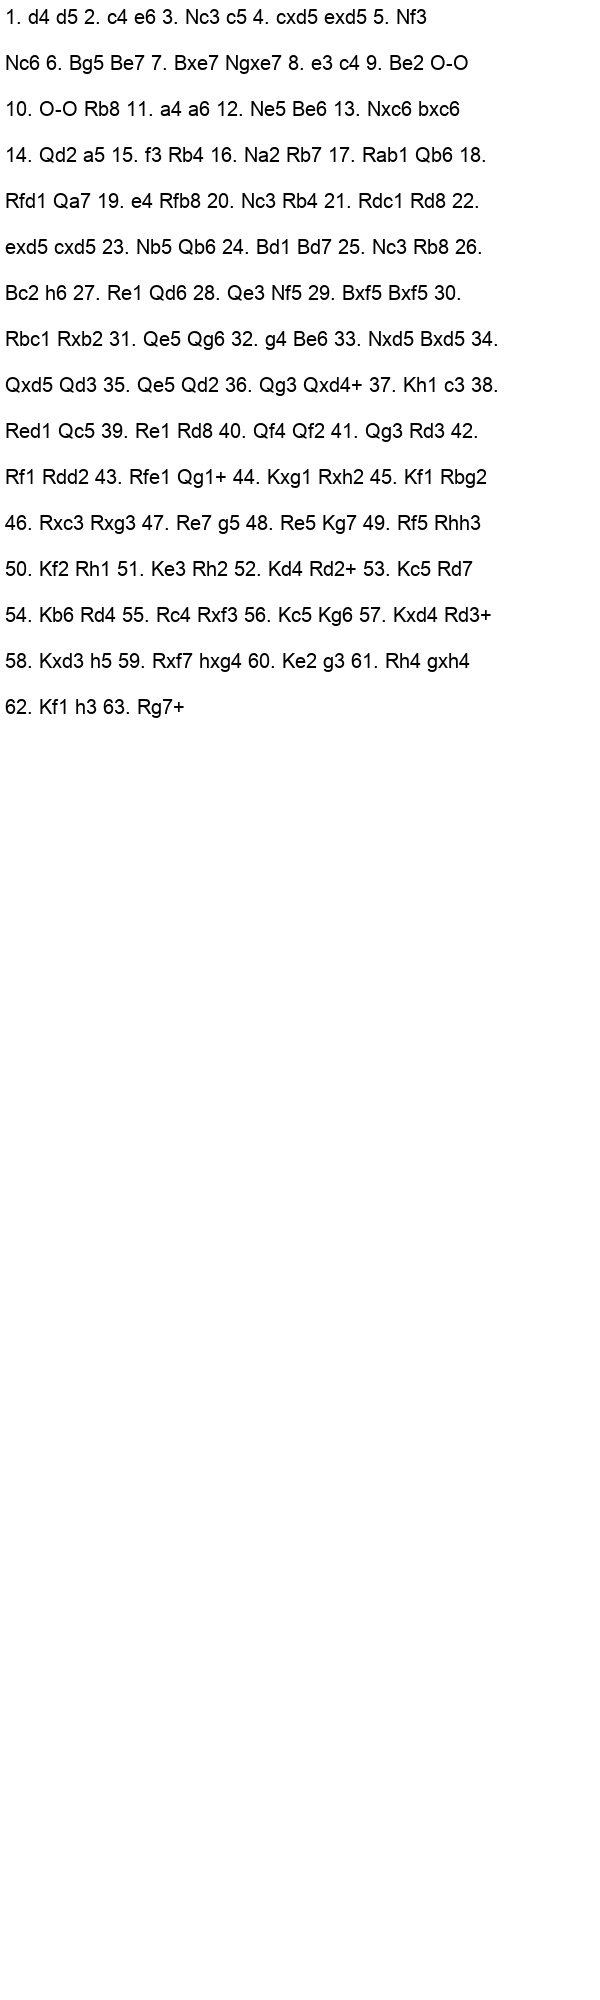 1. d4 d5 2. c4 e6 3. Nc3 c5 4. cxd5 exd5 5. Nf3
Nc6 6. Bg5 Be7 7. Bxe7 Ngxe7 8. e3 c4 9. Be2 O-O
10. O-O Rb8 11. a4 a6 12. Ne5 Be6 13. Nxc6 bxc6
14. Qd2 a5 15. f3 Rb4 16. Na2 Rb7 17. Rab1 Qb6 18.
Rfd1 Qa7 19. e4 Rfb8 20. Nc3 Rb4 21. Rdc1 Rd8 22.
exd5 cxd5 23. Nb5 Qb6 24. Bd1 Bd7 25. Nc3 Rb8 26.
Bc2 h6 27. Re1 Qd6 28. Qe3 Nf5 29. Bxf5 Bxf5 30.
Rbc1 Rxb2 31. Qe5 Qg6 32. g4 Be6 33. Nxd5 Bxd5 34.
Qxd5 Qd3 35. Qe5 Qd2 36. Qg3 Qxd4+ 37. Kh1 c3 38.
Red1 Qc5 39. Re1 Rd8 40. Qf4 Qf2 41. Qg3 Rd3 42.
Rf1 Rdd2 43. Rfe1 Qg1+ 44. Kxg1 Rxh2 45. Kf1 Rbg2
46. Rxc3 Rxg3 47. Re7 g5 48. Re5 Kg7 49. Rf5 Rhh3
50. Kf2 Rh1 51. Ke3 Rh2 52. Kd4 Rd2+ 53. Kc5 Rd7
54. Kb6 Rd4 55. Rc4 Rxf3 56. Kc5 Kg6 57. Kxd4 Rd3+
58. Kxd3 h5 59. Rxf7 hxg4 60. Ke2 g3 61. Rh4 gxh4
62. Kf1 h3 63. Rg7+